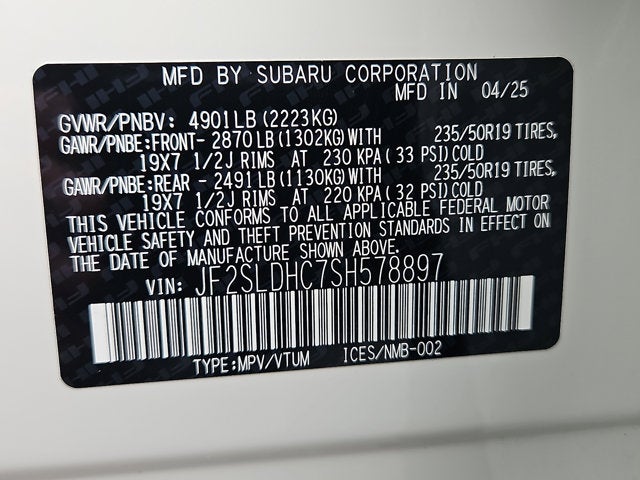 MFD BY SUBARU CORPORATION
MFD IN 04/25
GVWR/PNBV: 4901LB (2223KG)
GAWR/PNBE:FRONT- 2870LB(1302KG)WITH 235/50R19 TIRES,
19X7 1/2J RIMS AT 230 KPA(33 PSI)COLD
GAWR/PNBE:REAR - 2491LB(1130KG)WITH 235/50R19 TIRES,
19X7 1/2J RIMS AT 220 KPA(32 PSI)COLD
THIS VEHICLE CONFORMS TO ALL APPLICABLE FEDERAL MOTOR
VEHICLE SAFETY AND THEFT PREVENTION STANDARDS IN EFFECT ON
THE DATE OF MANUFACTURE SHOWN ABOVE.
VIN: JF2SLDHC7SH578897
TYPE:MPV/VTUM ICES/NMB-002